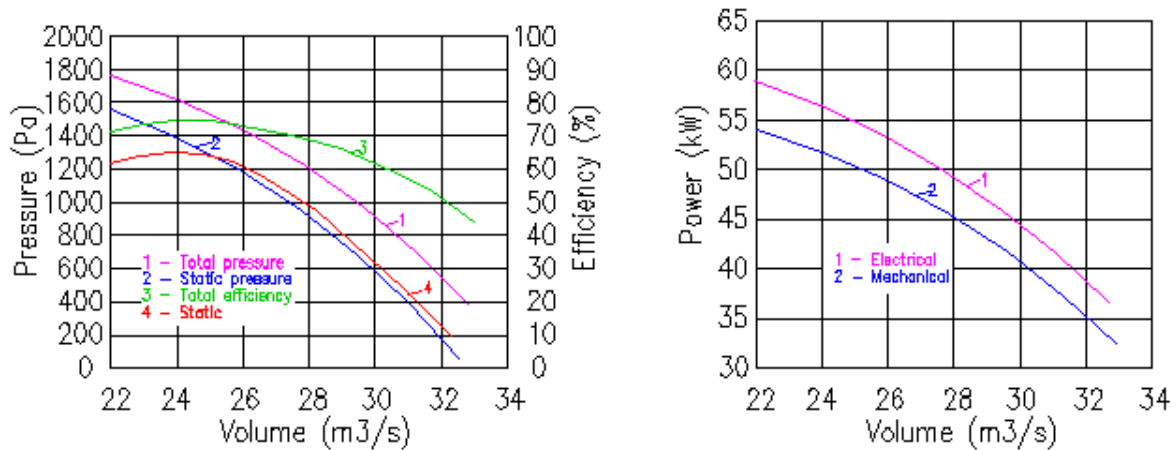 2000
1800
1600
1400
1200
1000
800
600
400
200
0
Pressure (Pa)
100
90
80
70
60
50
40
30
20
10
0
Efficiency (%)
2
3
1
4
1 - Total pressure
2 - Static pressure
3 - Total efficiency
4 - Static
22 24 26 28 30 32 34
Volume (m3/s)
65
60
55
50
45
40
35
30
Power (kW)
1
2
1 - Electrical
2 - Mechanical
22 24 26 28 30 32 34
Volume (m3/s)